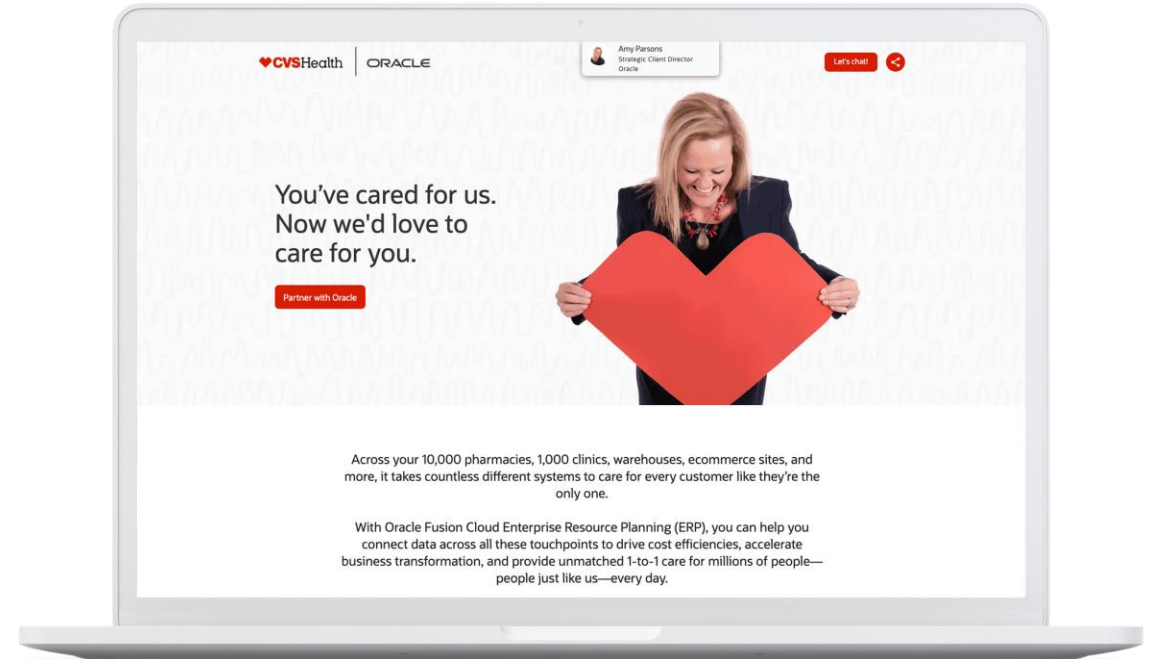 CVSHealth
ORACLE
Amy Parsons
Strategic Client Director
Oracle
Let's chat!
You’ve cared for us.
Now we'd love to
care for you.
Partner with Oracle
Across your 10,000 pharmacies, 1,000 clinics, warehouses, ecommerce sites, and
more, it takes countless different systems to care for every customer like they’re the
only one.
With Oracle Fusion Cloud Enterprise Resource Planning (ERP), you can help you
connect data across all these touchpoints to drive cost efficiencies, accelerate
business transformation, and provide unmatched 1-to-1 care for millions of people—
people just like us—every day.